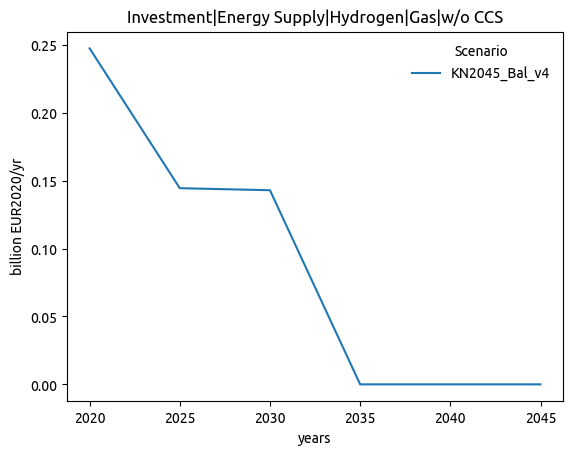 Investment|Energy Supply|Hydrogen|Gas|w/o CCS
Scenario
KN2045_Bal_v4
billion EUR2020/yr
0.25
0.20
0.15
0.10
0.05
0.00
2020 2025 2030 2035 2040 2045
years